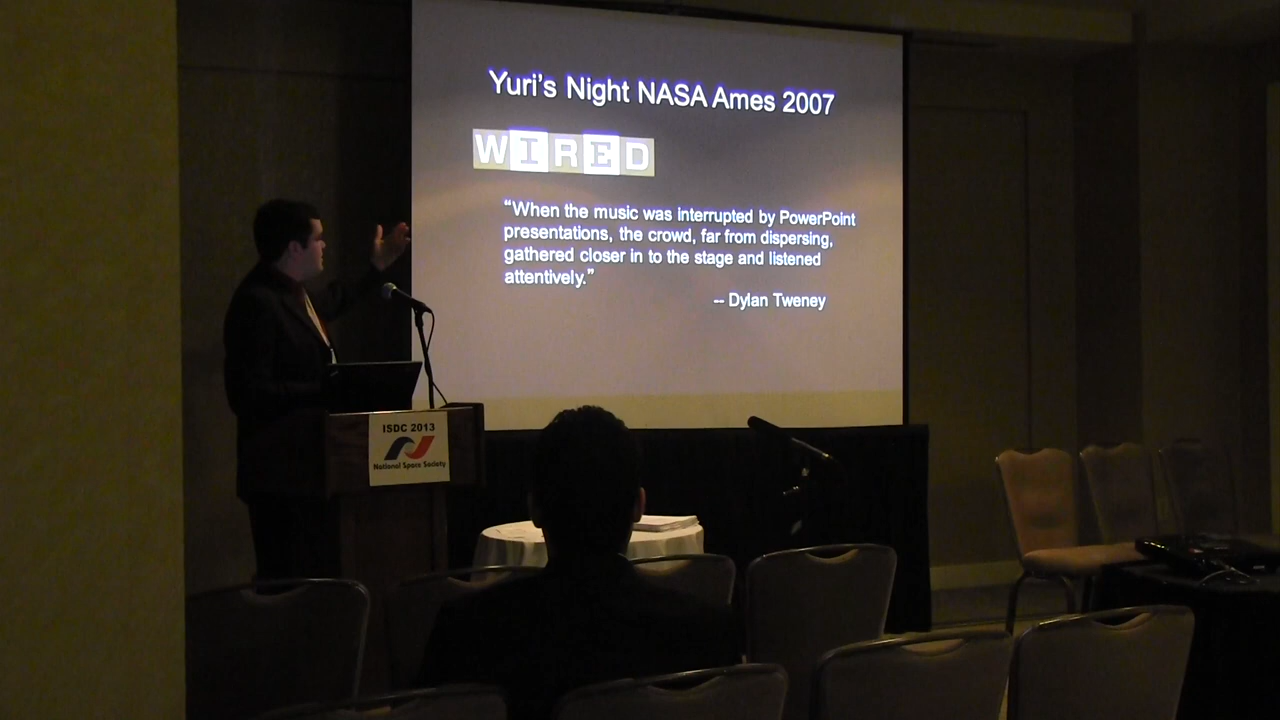 Yuri's Night NASA Ames 2007
WIRED
“When the music was interrupted by PowerPoint
presentations, the crowd, far from dispersing,
gathered closer in to the stage and listened
attentively.”
-- Dylan Tweney
ISDC 2013
National Space Society